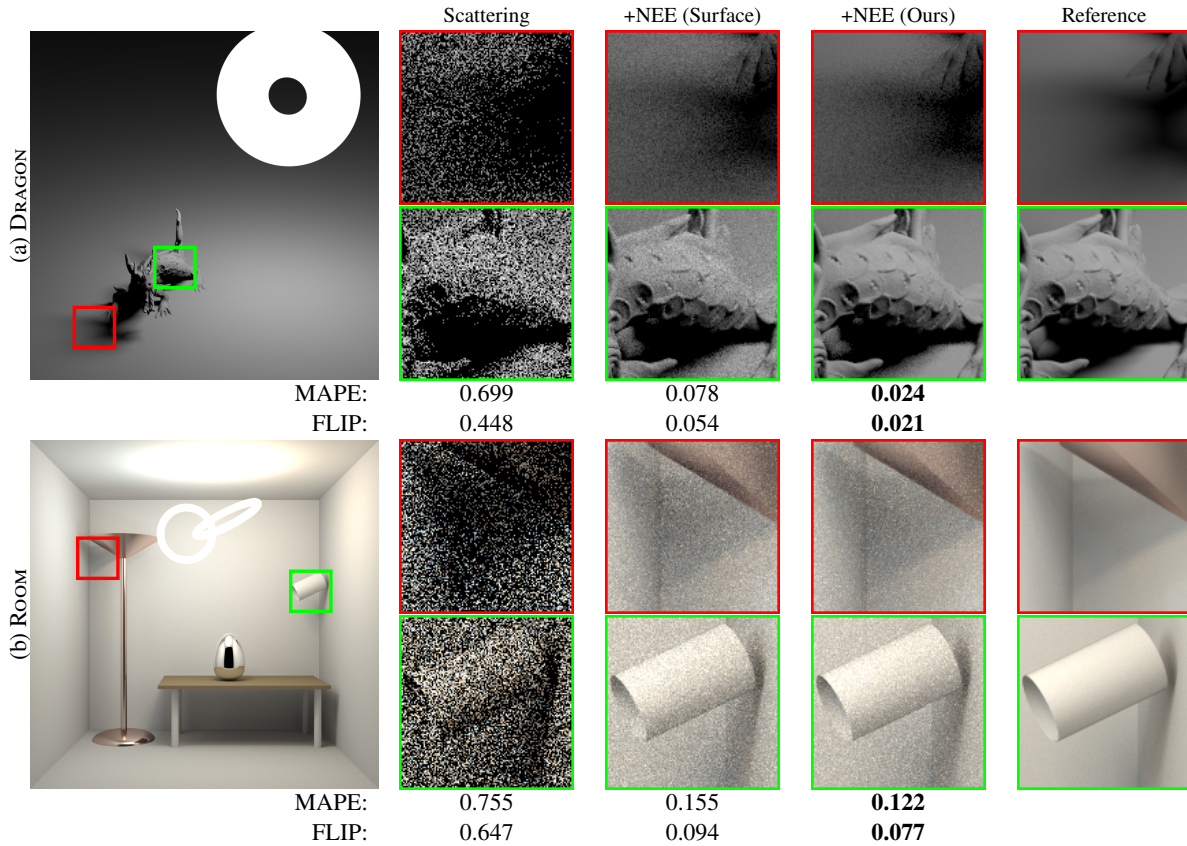 Scattering +NEE (Surface) +NEE (Ours) Reference
(a) DRAGON
MAPE: 0.699 0.078 0.024
FLIP: 0.448 0.054 0.021
(b) ROOM
MAPE: 0.755 0.155 0.122
FLIP: 0.647 0.094 0.077